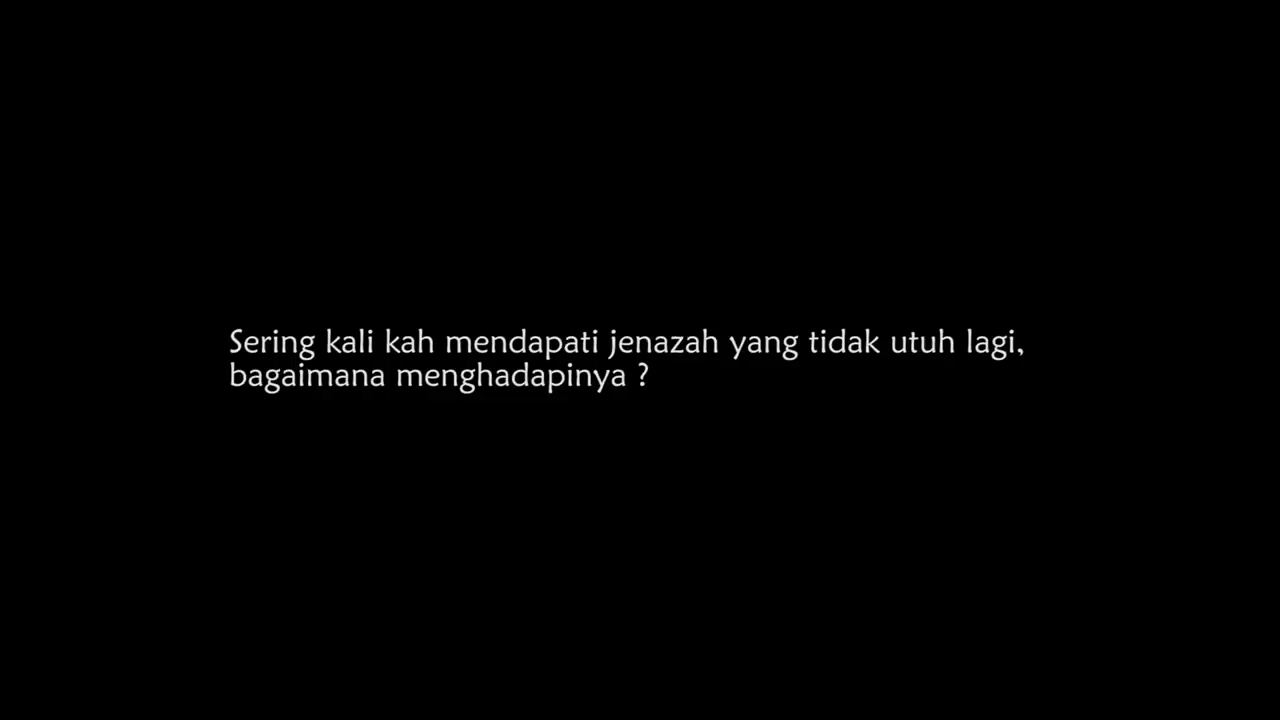 Sering kali kah mendapati jenazah yang tidak utuh lagi,
bagaimana menghadapinya ?